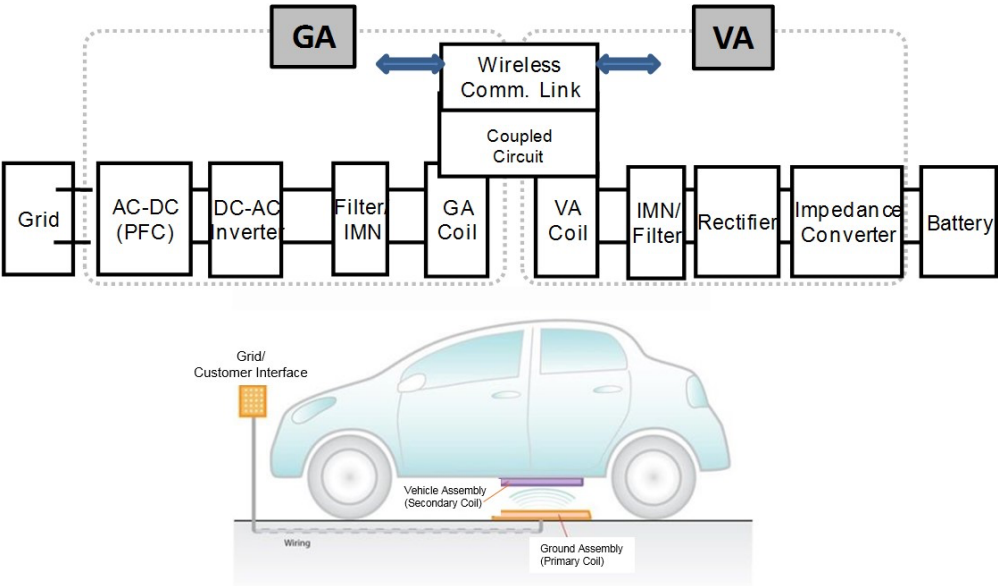 GA
VA
Wireless
Comm. Link
Coupled
Circuit
Grid
AC-DC
(PFC)
DC-AC
Inverter
Filter/
IMN
GA
Coil
VA
Coil
IMN/
Filter
Rectifier
Impedance
Converter
Battery
Grid/
Customer Interface
Vehicle Assembly
(Secondary Coil)
Wiring
Ground Assembly
(Primary Coil)